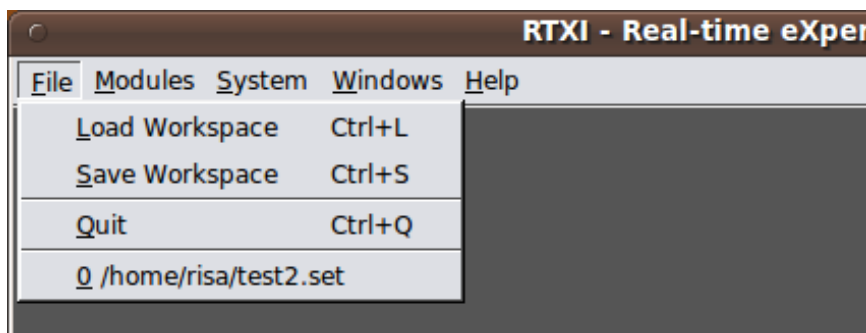 RTXI - Real-time eXper
File Modules System Windows Help
Load Workspace Ctrl+L
Save Workspace Ctrl+S
Quit Ctrl+Q
0 /home/risa/test2.set